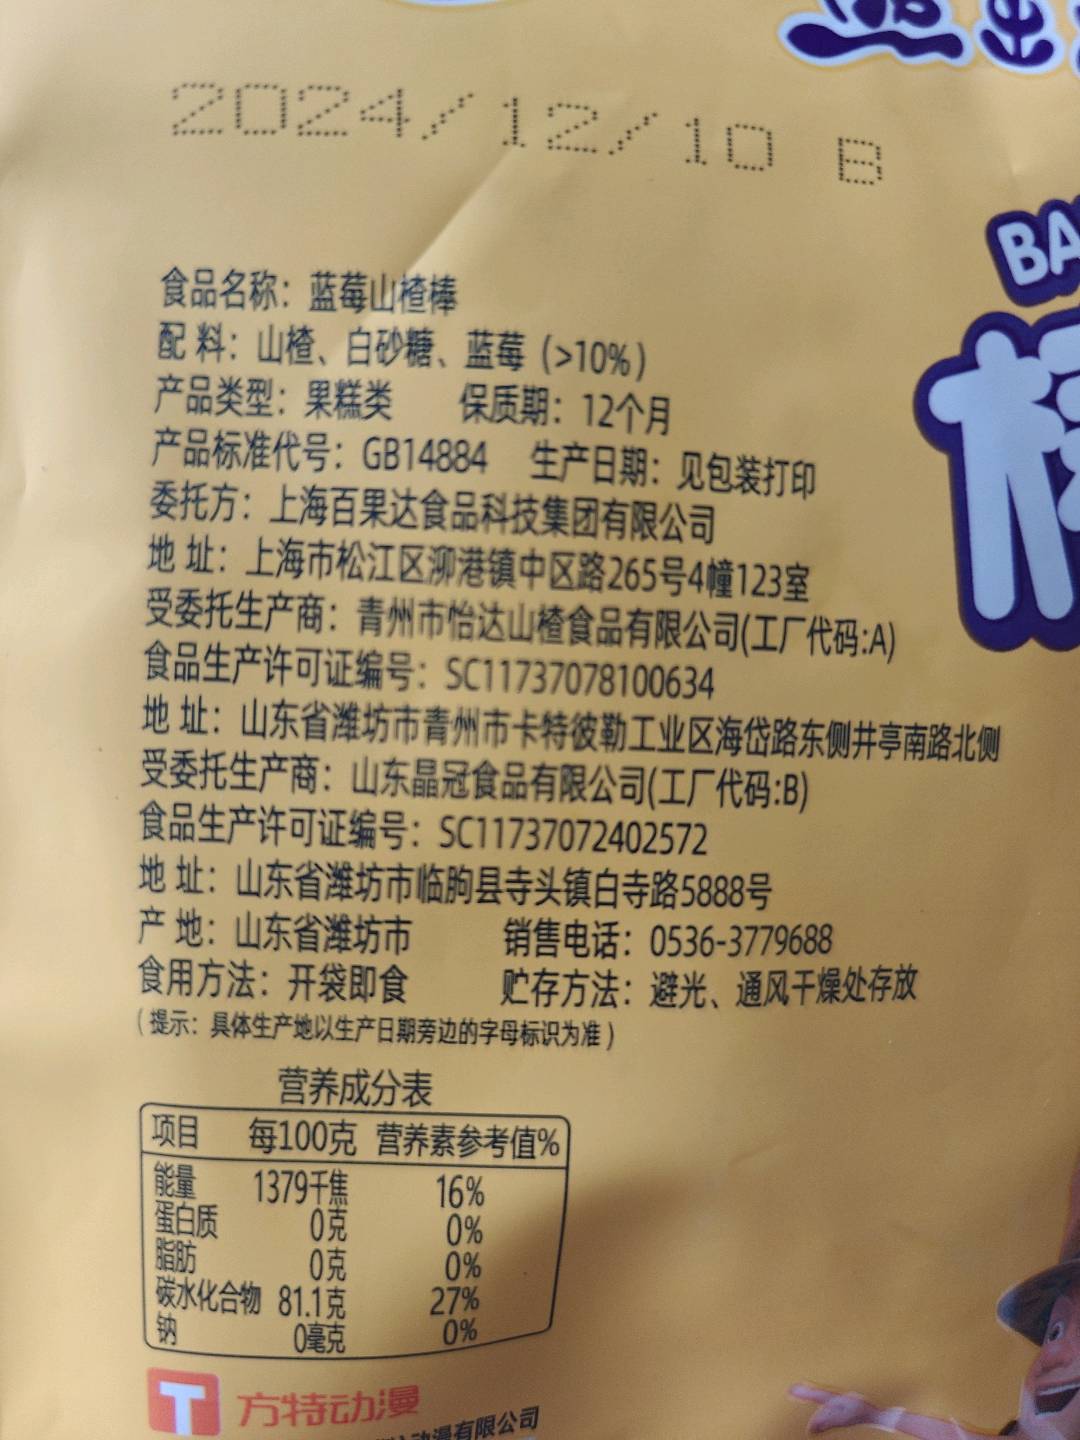 2024/12/10 B
BA
食品名称：蓝莓山楂棒
配 料：山楂、白砂糖、蓝莓（>10%）
产品类型：果糕类 保质期：12个月
产品标准代号：GB14884 生产日期：见包装打印
委托方：上海百果达食品科技集团有限公司
地 址：上海市松江区泖港镇中区路265号4幢123室
受委托生产商：青州市怡达山楂食品有限公司(工厂代码:A)
食品生产许可证编号：SC11737078100634
地 址：山东省潍坊市青州市卡特彼勒工业区海岱路东侧井亭南路北侧
受委托生产商：山东晶冠食品有限公司(工厂代码:B)
食品生产许可证编号：SC11737072402572
地 址：山东省潍坊市临朐县寺头镇白寺路5888号
产 地：山东省潍坊市 销售电话：0536-3779688
食用方法：开袋即食 贮存方法：避光、通风干燥处存放
（提示：具体生产地以生产日期旁边的字母标识为准）
营养成分表
项目 每100克 营养素参考值%
能量 1379千焦 16%
蛋白质 0克 0%
脂肪 0克 0%
碳水化合物 81.1克 27%
钠 0毫克 0%
方特动漫
动漫有限公司